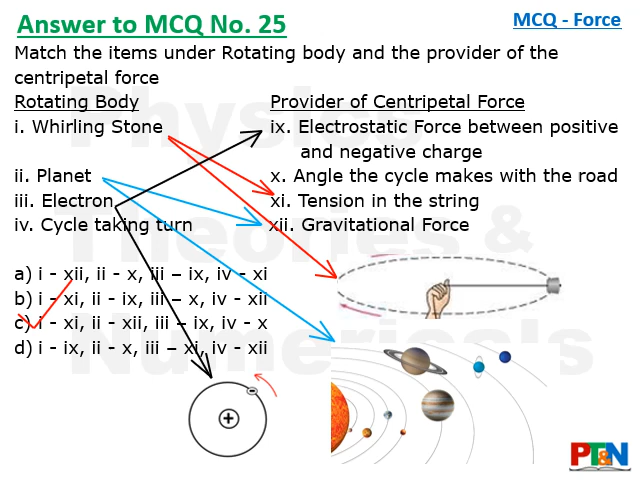 Answer to MCQ No. 25
MCQ - Force
Match the items under Rotating body and the provider of the
centripetal force
Rotating Body Provider of Centripetal Force
i. Whirling Stone ix. Electrostatic Force between positive
and negative charge
ii. Planet x. Angle the cycle makes with the road
iii. Electron xi. Tension in the string
iv. Cycle taking turn xii. Gravitational Force
a) i - xii, ii - x, iii – ix, iv - xi
b) i - xi, ii - ix, iii – x, iv - xii
c) i - xi, ii - xii, iii – ix, iv - x
d) i - ix, ii - x, iii – xi, iv - xii
Physics
Theories &
Numericals
+
-
PT&N